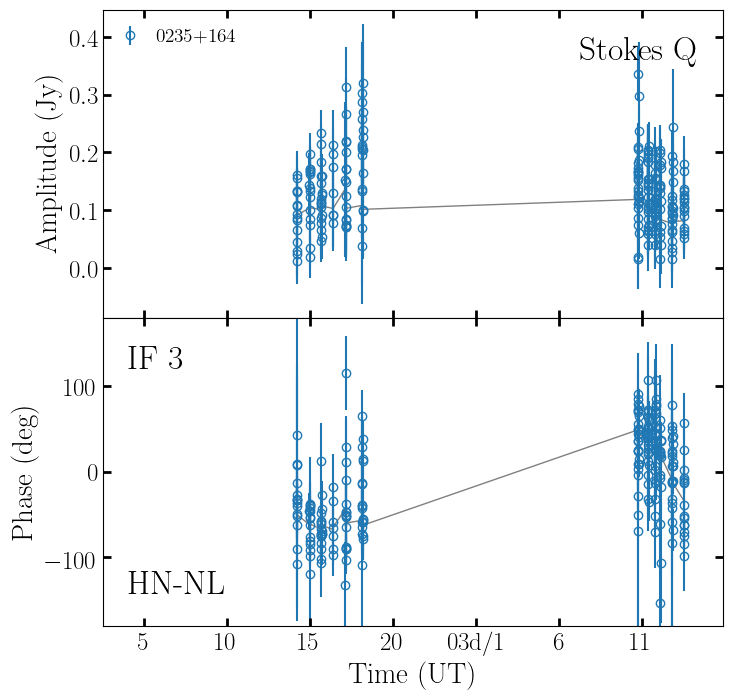 0235+164
Stokes Q
0.4
0.3
0.2
0.1
0.0
Amplitude (Jy)
IF 3
100
0
−100
Phase (deg)
HN-NL
5 10 15 20 03d/1 6 11
Time (UT)